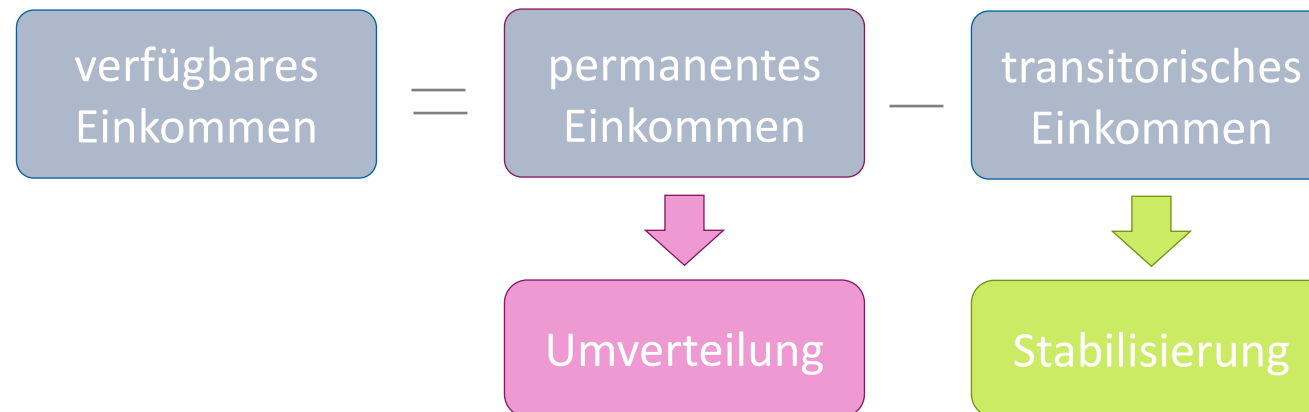 verfügbares
Einkommen
=
permanentes
Einkommen
—
transitorisches
Einkommen
Umverteilung
Stabilisierung